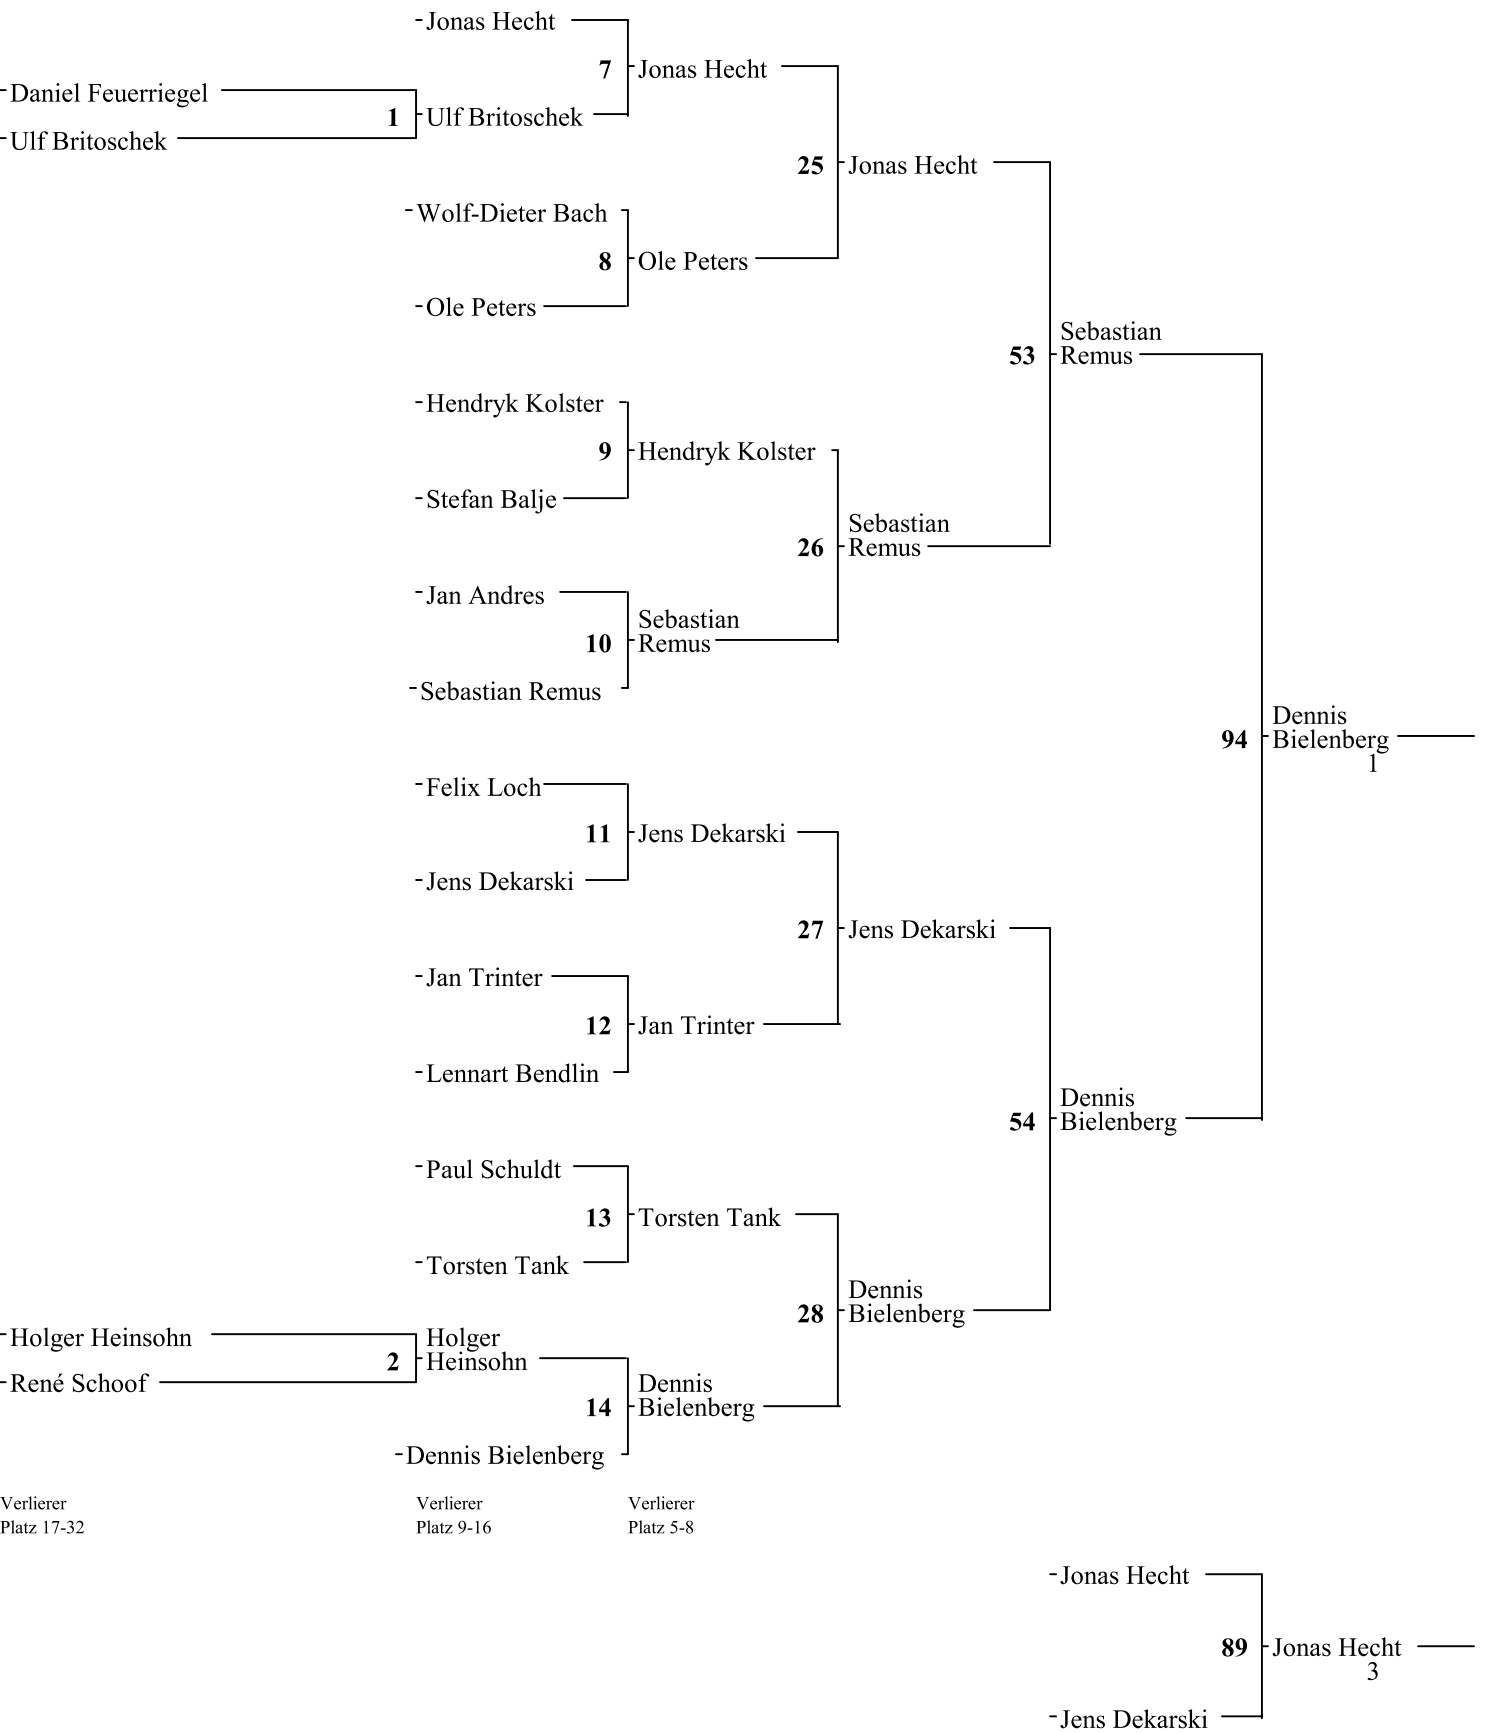 Jonas Hecht
7 Jonas Hecht
Daniel Feuerriegel
1 Ulf Britoschek
Ulf Britoschek
25 Jonas Hecht
Wolf-Dieter Bach
8 Ole Peters
Ole Peters
Sebastian
53 Remus
Hendryk Kolster
9 Hendryk Kolster
Stefan Balje
Sebastian
26 Remus
Jan Andres
Sebastian
10 Remus
Sebastian Remus
Dennis
94 Bielenberg
1
Felix Loch
11 Jens Dekarski
Jens Dekarski
27 Jens Dekarski
Jan Trinter
12 Jan Trinter
Lennart Bendlin
Dennis
54 Bielenberg
Paul Schuldt
13 Torsten Tank
Torsten Tank
Dennis
28 Bielenberg
Holger Heinsohn
Holger
2 Heinsohn
René Schoof
Dennis
14 Bielenberg
Dennis Bielenberg
Verlierer Verlierer Verlierer
Platz 17-32 Platz 9-16 Platz 5-8
Jonas Hecht
89 Jonas Hecht
3
Jens Dekarski